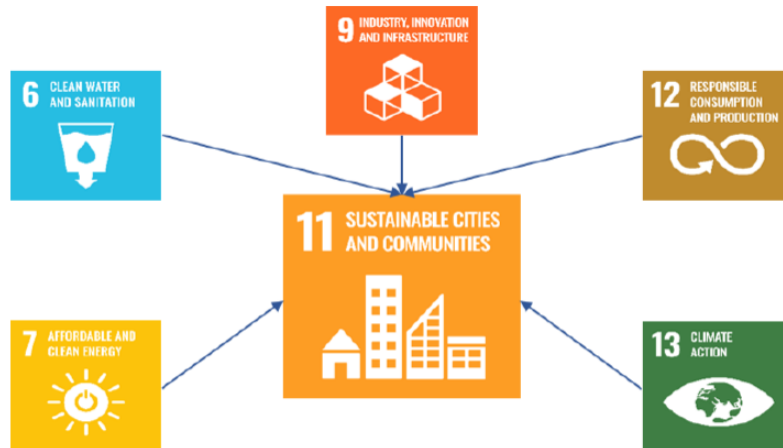 9 INDUSTRY, INNOVATION
AND INFRASTRUCTURE
6 CLEAN WATER
AND SANITATION
12 RESPONSIBLE
CONSUMPTION
AND PRODUCTION
11 SUSTAINABLE CITIES
AND COMMUNITIES
7 AFFORDABLE AND
CLEAN ENERGY
13 CLIMATE
ACTION